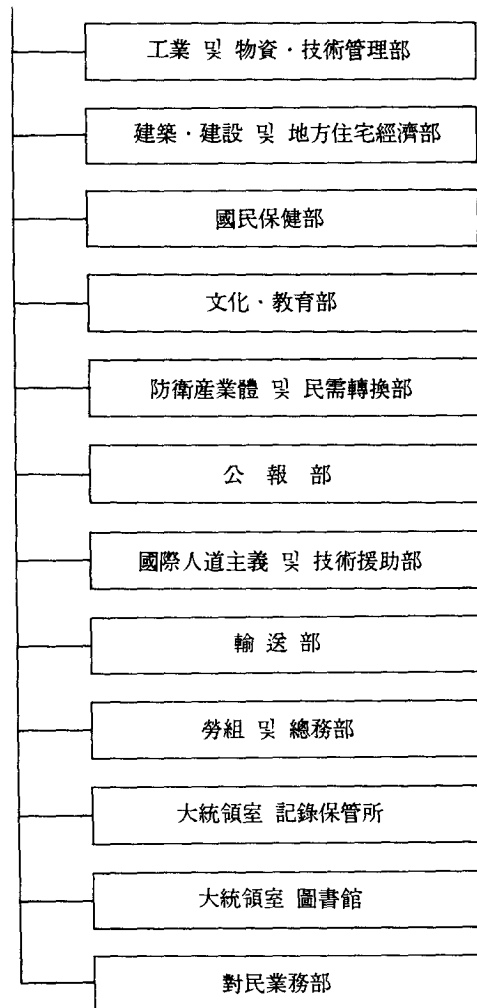 工業 및 物資·技術管理部
建築·建設 및 地方住宅經濟部
國民保健部
文化·教育部
防衛産業體 및 民需轉換部
公 報 部
國際人道主義 및 技術援助部
輸 送 部
勞組 및 總務部
大統領室 記錄保管所
大統領室 圖書館
對民業務部